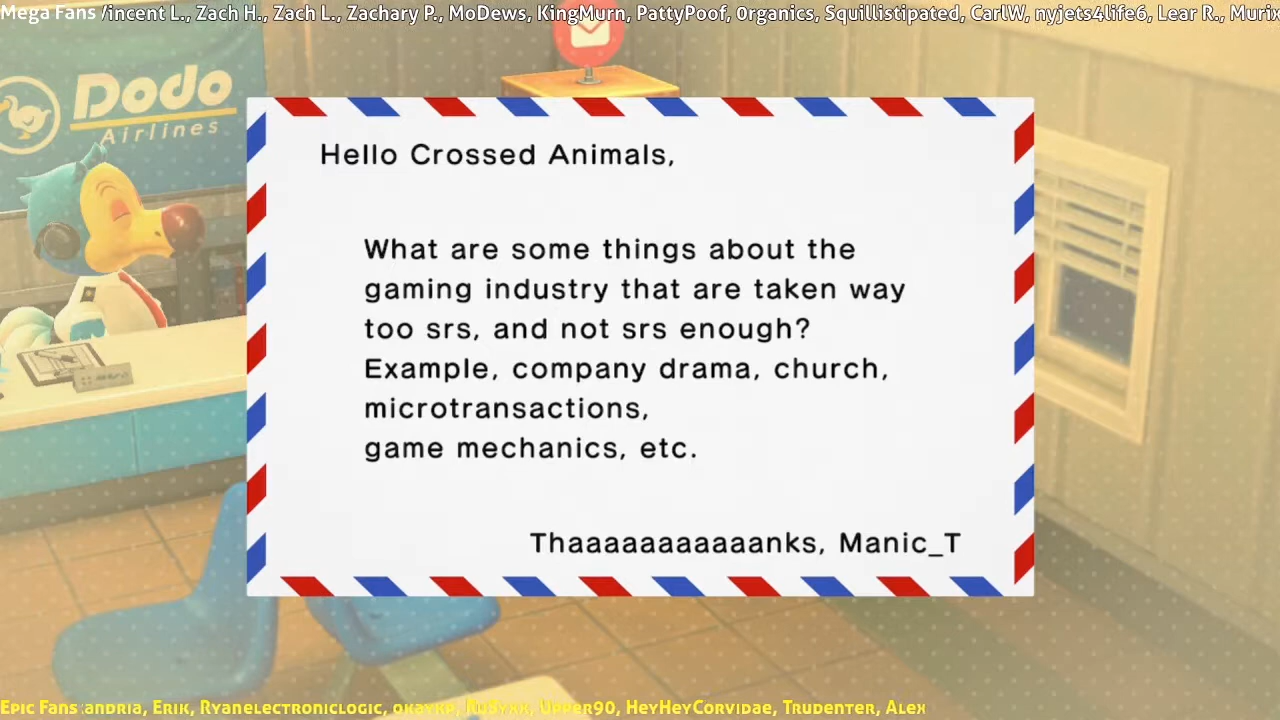 Mega Fans /incent L., Zach H., Zach L., Zachary P., MoDews, KingMurn, PattyPoof, 0rganics, Squillistipated, CarlW, nyjets4life6, Lear R., Murix
Dodo
Airlines
Hello Crossed Animals,
What are some things about the
gaming industry that are taken way
too srs, and not srs enough?
Example, company drama, church,
microtransactions,
game mechanics, etc.
Thaaaaaaaaaaanks, Manic_T
Epic Fans andria, Erik, Ryanelectroniclogic, okaykp, Upper90, HeyHeyCorvidae, Trudenter, Alex